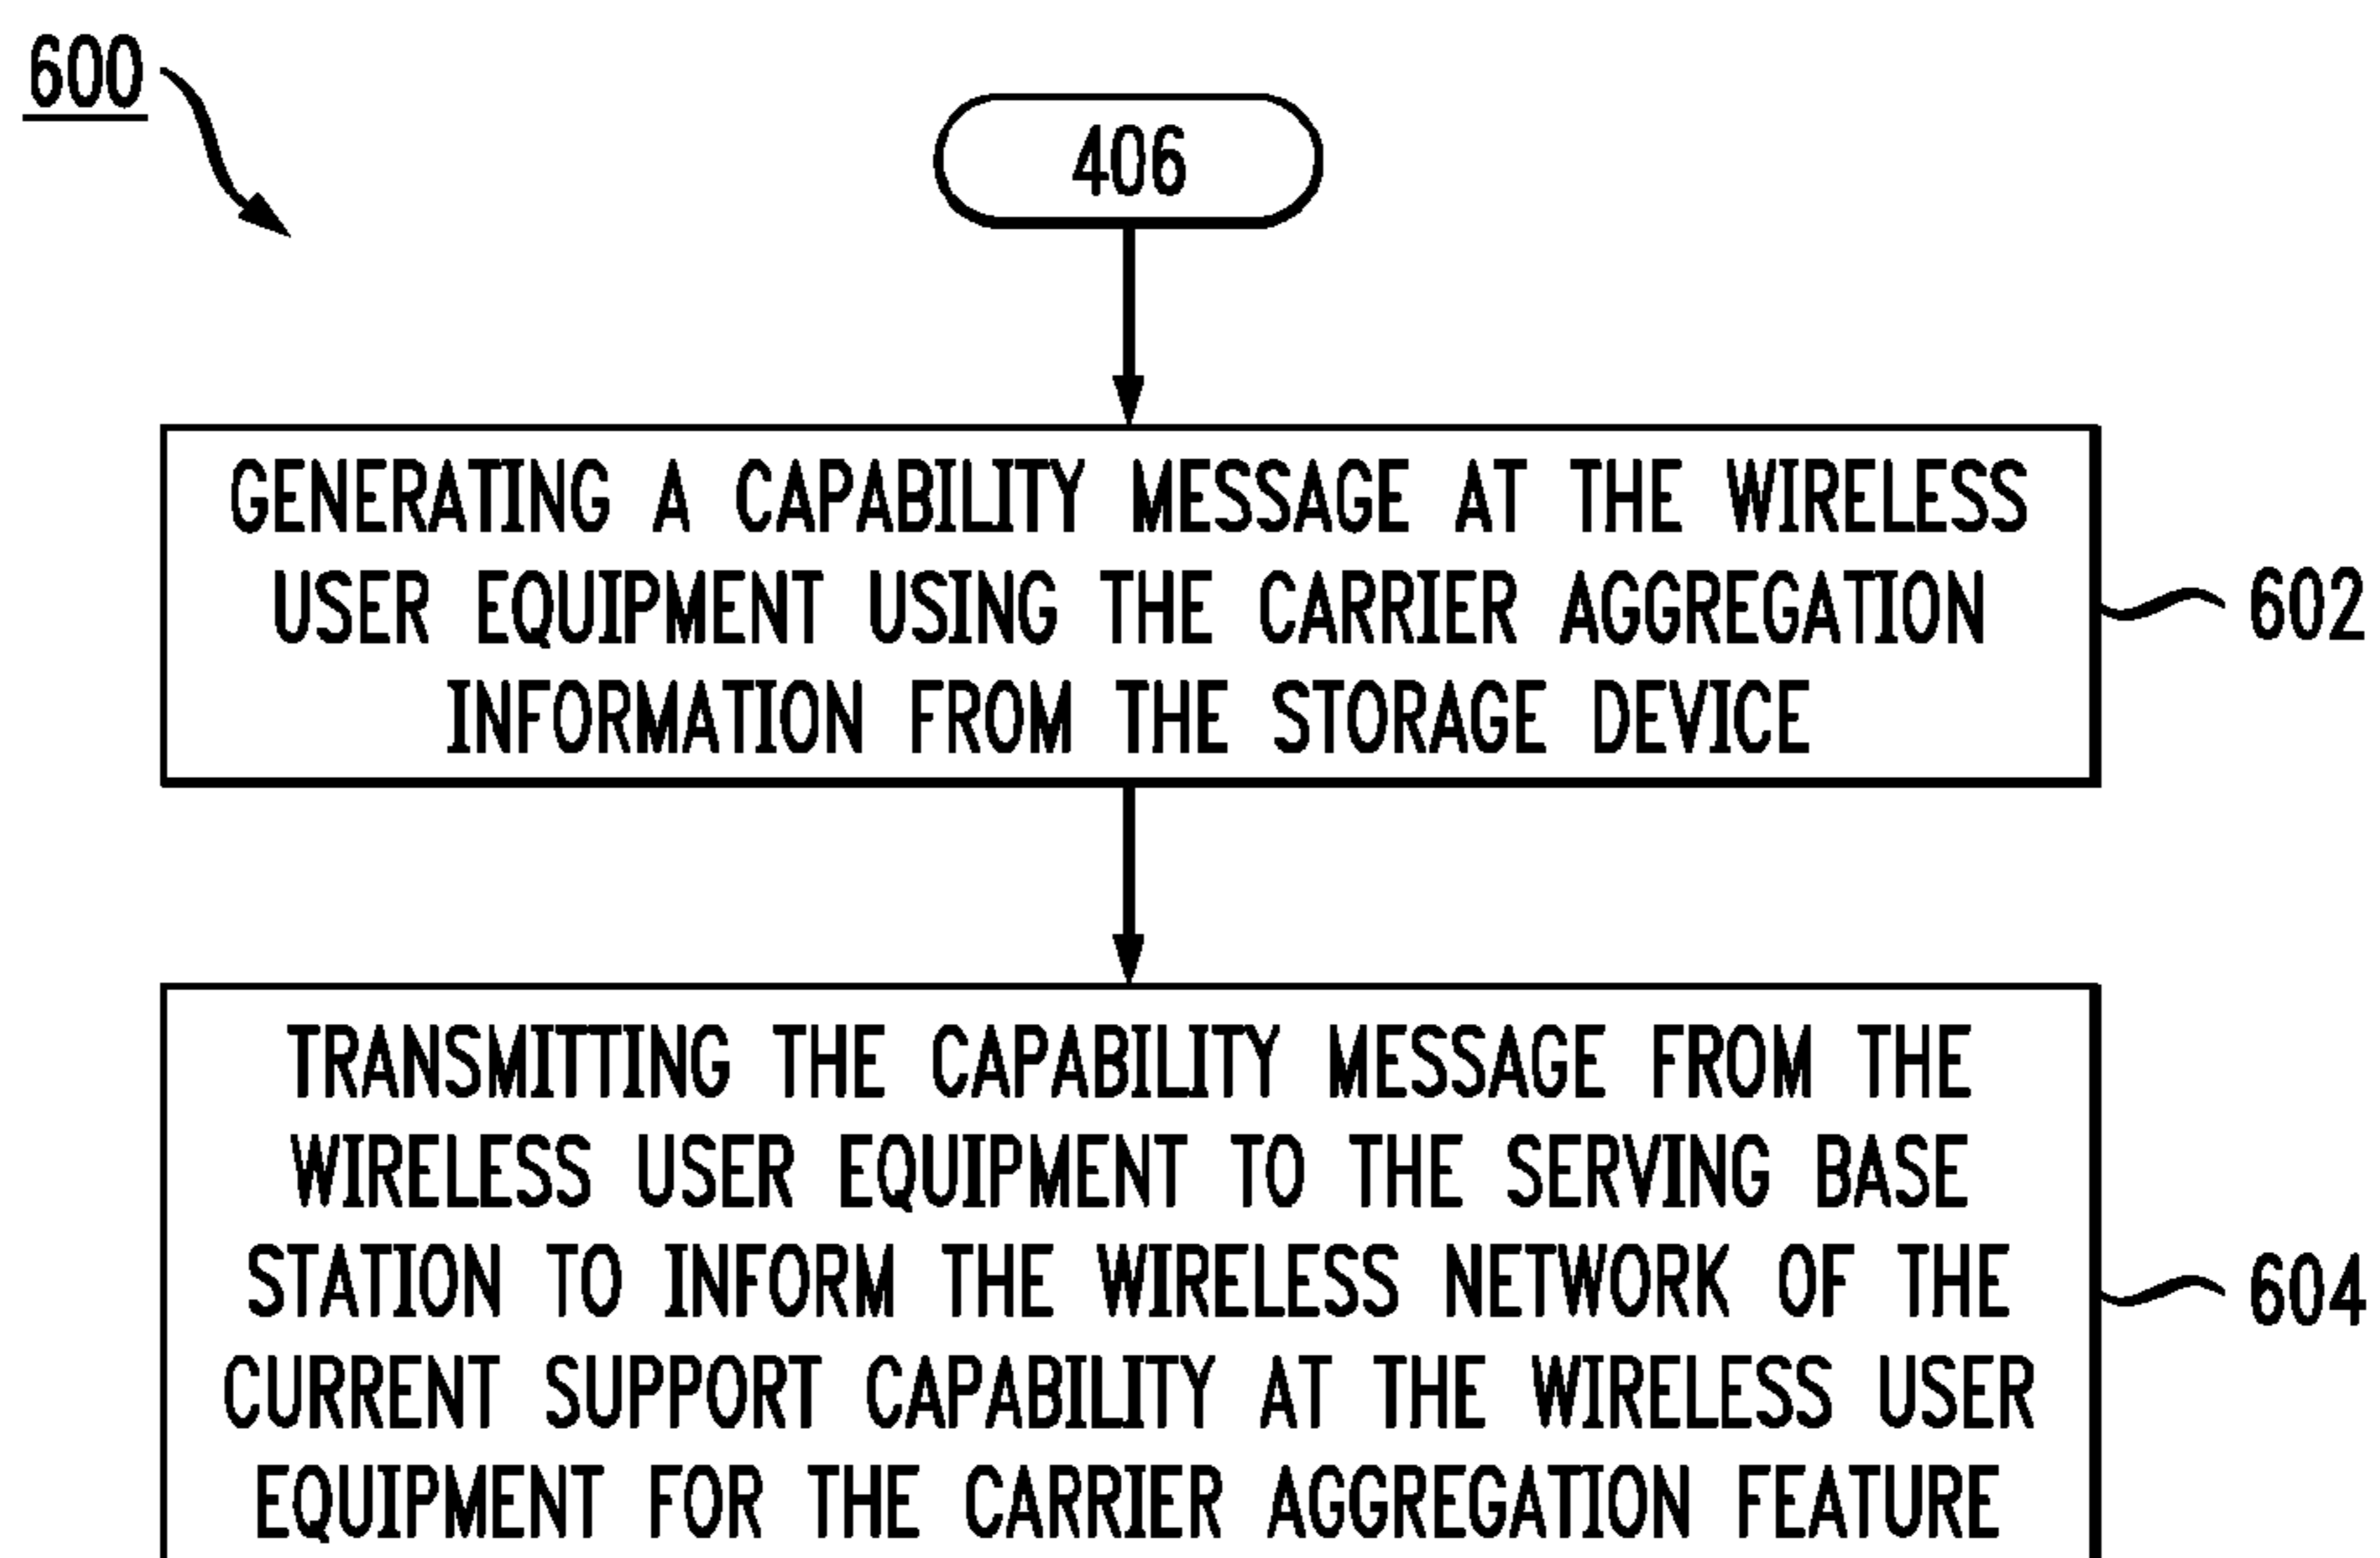 600
406
GENERATING A CAPABILITY MESSAGE AT THE WIRELESS
USER EQUIPMENT USING THE CARRIER AGGREGATION
INFORMATION FROM THE STORAGE DEVICE
602
TRANSMITTING THE CAPABILITY MESSAGE FROM THE
WIRELESS USER EQUIPMENT TO THE SERVING BASE
STATION TO INFORM THE WIRELESS NETWORK OF THE
CURRENT SUPPORT CAPABILITY AT THE WIRELESS USER
EQUIPMENT FOR THE CARRIER AGGREGATION FEATURE
604